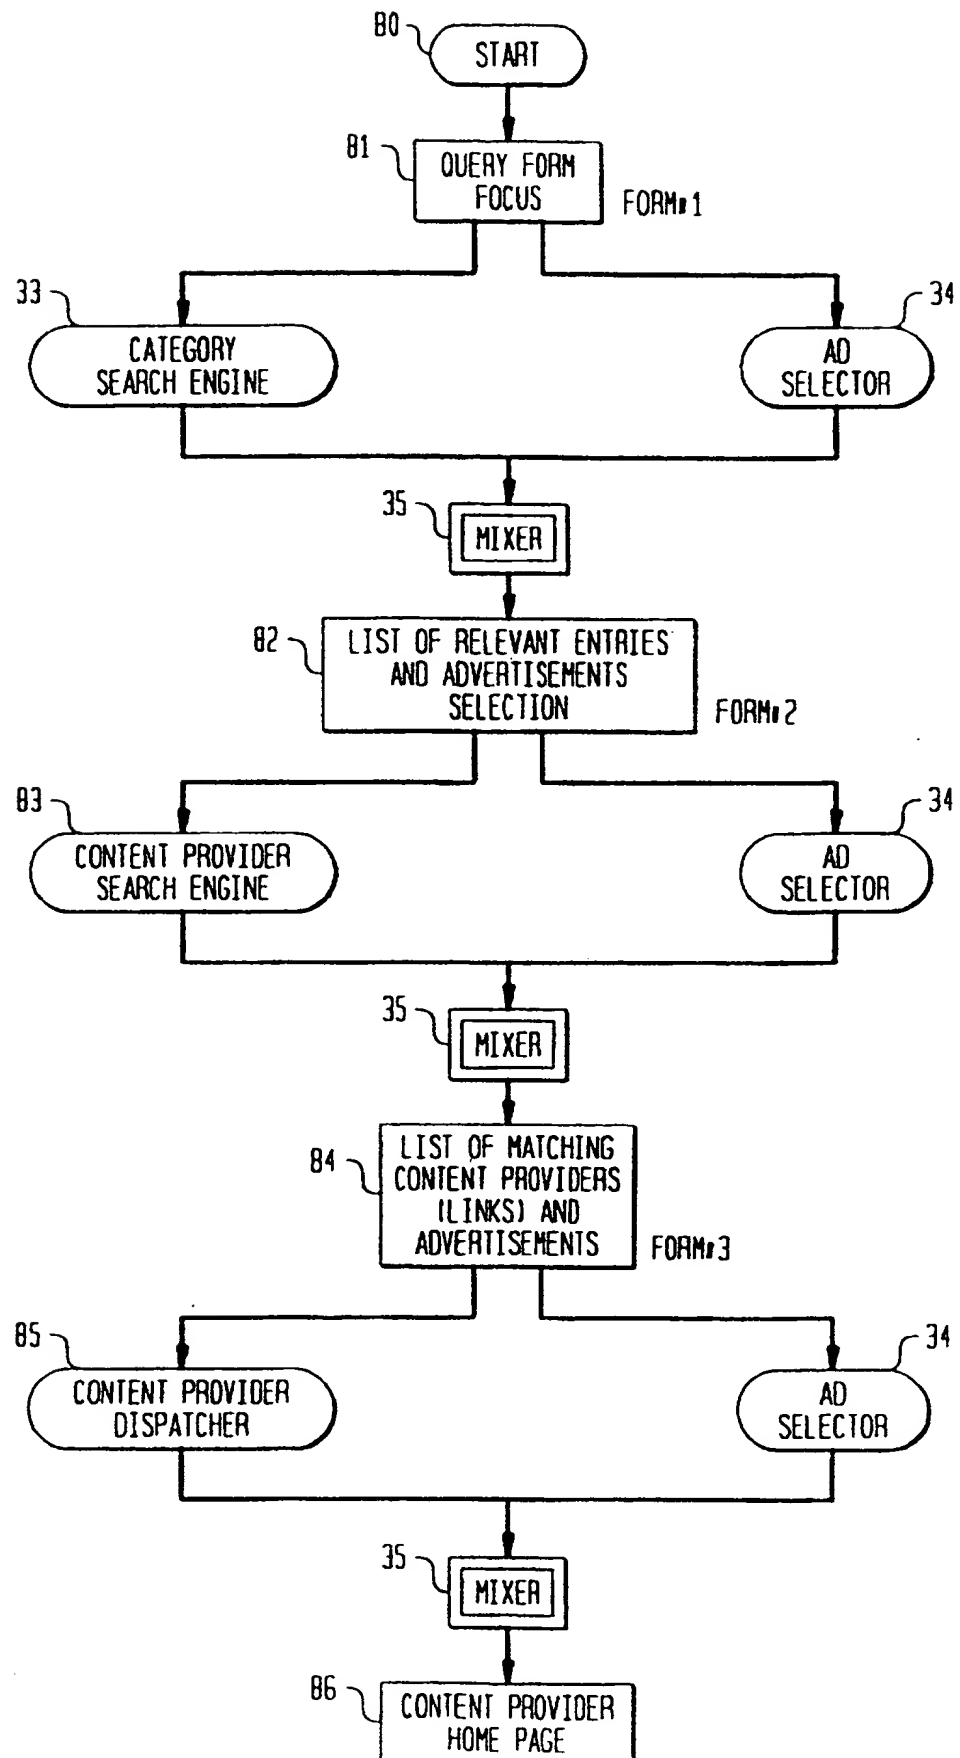 80
START
81
QUERY FORM
FOCUS
FORM#1
33
CATEGORY
SEARCH ENGINE
34
AD
SELECTOR
35
MIXER
82
LIST OF RELEVANT ENTRIES
AND ADVERTISEMENTS
SELECTION
FORM#2
83
CONTENT PROVIDER
SEARCH ENGINE
34
AD
SELECTOR
35
MIXER
84
LIST OF MATCHING
CONTENT PROVIDERS
(LINKS) AND
ADVERTISEMENTS
FORM#3
85
CONTENT PROVIDER
DISPATCHER
34
AD
SELECTOR
35
MIXER
86
CONTENT PROVIDER
HOME PAGE